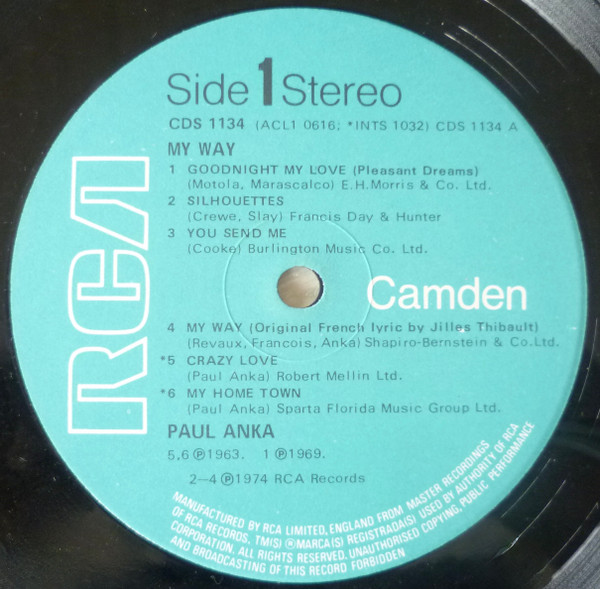 Side 1 Stereo
CDS 1134 (ACL1 0616; *INTS 1032) CDS 1134 A
MY WAY
1 GOODNIGHT MY LOVE (Pleasant Dreams)
(Motola, Marascalco) E.H.Morris & Co. Ltd.
2 SILHOUETTES
(Crewe, Slay) Francis Day & Hunter
3 YOU SEND ME
(Cooke) Burlington Music Co. Ltd.
RCA
Camden
4 MY WAY (Original French lyric by Jilles Thibault)
(Revaux, Francois, Anka) Shapiro-Bernstein & Co.Ltd.
*5 CRAZY LOVE
(Paul Anka) Robert Mellin Ltd.
*6 MY HOME TOWN
(Paul Anka) Sparta Florida Music Group Ltd.
PAUL ANKA
5,6 ℗1963. 1 ℗1969.
2-4 ℗1974 RCA Records
MANUFACTURED BY RCA LIMITED, ENGLAND FROM MASTER RECORDINGS
OF RCA RECORDS. TM(S) ® MARCA(S) REGISTRADA(S) USED BY AUTHORITY OF RCA
CORPORATION. ALL RIGHTS RESERVED. UNAUTHORISED COPYING, PUBLIC PERFORMANCE
AND BROADCASTING OF THIS RECORD FORBIDDEN